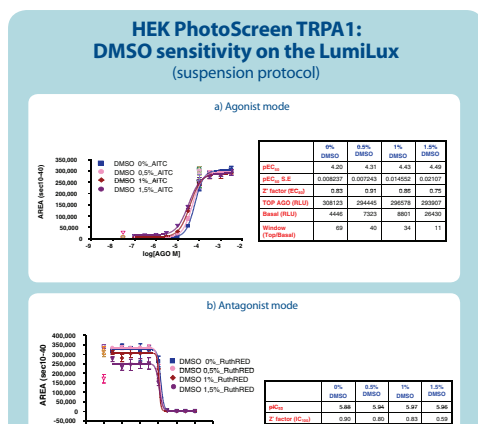 HEK PhotoScreen TRPA1:
DMSO sensitivity on the LumiLux
(suspension protocol)
a) Agonist mode
350,000
300,000
250,000
200,000
150,000
100,000
50,000
0
AREA (sec10-40)
-9 -8 -7 -6 -5 -4 -3 -2
log[AGO M]
DMSO 0%_AITC
DMSO 0,5%_AITC
DMSO 1%_AITC
DMSO 1,5%_AITC
0% DMSO 0.5% DMSO 1% DMSO 1.5% DMSO
pEC50 4.20 4.31 4.43 4.49
pEC50 S.E 0.008237 0.007243 0.014552 0.02107
Z' factor (EC80) 0.83 0.91 0.86 0.75
TOP AGO (RLU) 308123 294445 296578 293907
Basal (RLU) 4446 7323 8801 26430
Window (Top/Basal) 69 40 34 11
b) Antagonist mode
400,000
350,000
300,000
250,000
200,000
150,000
100,000
50,000
0
-50,000
AREA (sec10-40
DMSO 0%_RuthRED
DMSO 0,5%_RuthRED
DMSO 1%_RuthRED
DMSO 1,5%_RuthRED
0% DMSO 0.5% DMSO 1% DMSO 1.5% DMSO
pIC50 5.88 5.94 5.97 5.96
Z' factor (IC100) 0.90 0.80 0.83 0.59